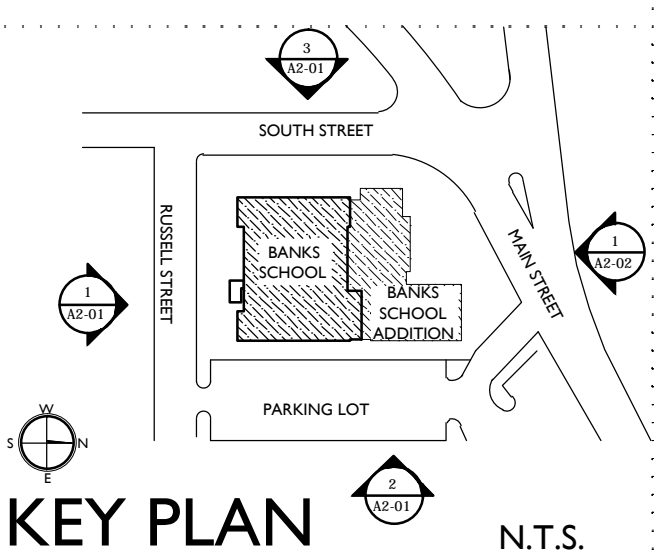 3
A2-01
SOUTH STREET
RUSSELL STREET
BANKS
SCHOOL
MAIN STREET
1
A2-02
1
A2-01
BANKS
SCHOOL
ADDITION
PARKING LOT
W
S
N
E
2
A2-01
KEY PLAN
N.T.S.